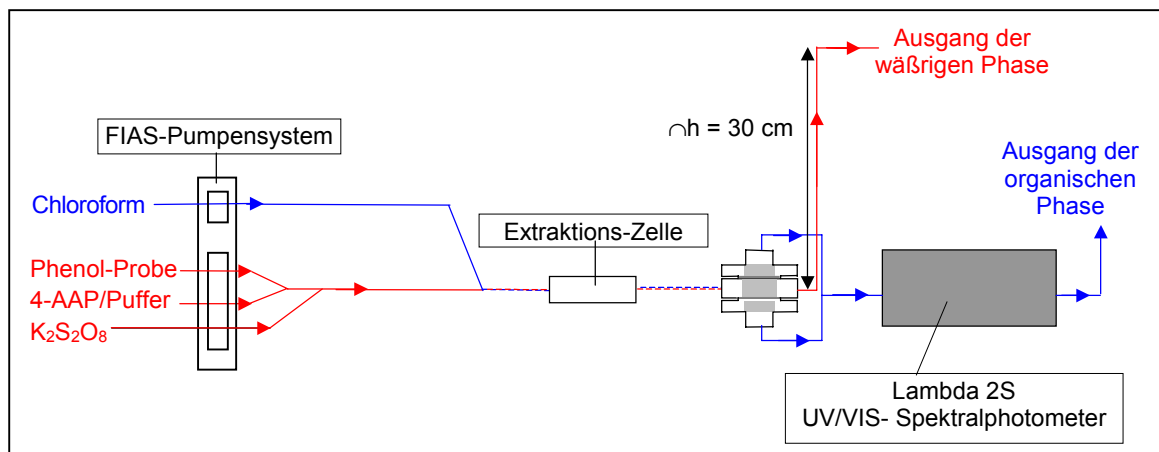 Ausgang der
wäßrigen Phase
∩h = 30 cm
FIAS-Pumpensystem
Ausgang der
organischen
Phase
Chloroform
Extraktions-Zelle
Phenol-Probe
4-AAP/Puffer
K₂S₂O₈
Lambda 2S
UV/VIS- Spektralphotometer